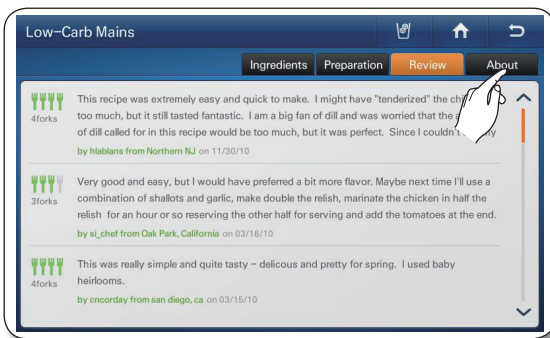 Low-Carb Mains
Ingredients Preparation Review About
4forks
This recipe was extremely easy and quick to make. I might have "tenderized" the
too much, but it still tasted fantastic. I am a big fan of dill and was worried that the
of dill called for in this recipe would be too much, but it was perfect. Since I couldn't
by hlablans from Northern NJ on 11/30/10
3forks
Very good and easy, but I would have preferred a bit more flavor. Maybe next time I'll use a
combination of shallots and garlic, make double the relish, marinate the chicken in half the
relish for an hour or so reserving the other half for serving and add the tomatoes at the end.
by si_chef from Oak Park, California on 03/16/10
4forks
This was really simple and quite tasty – delicous and pretty for spring. I used baby
heirlooms.
by cncorday from san diego, ca on 03/15/10